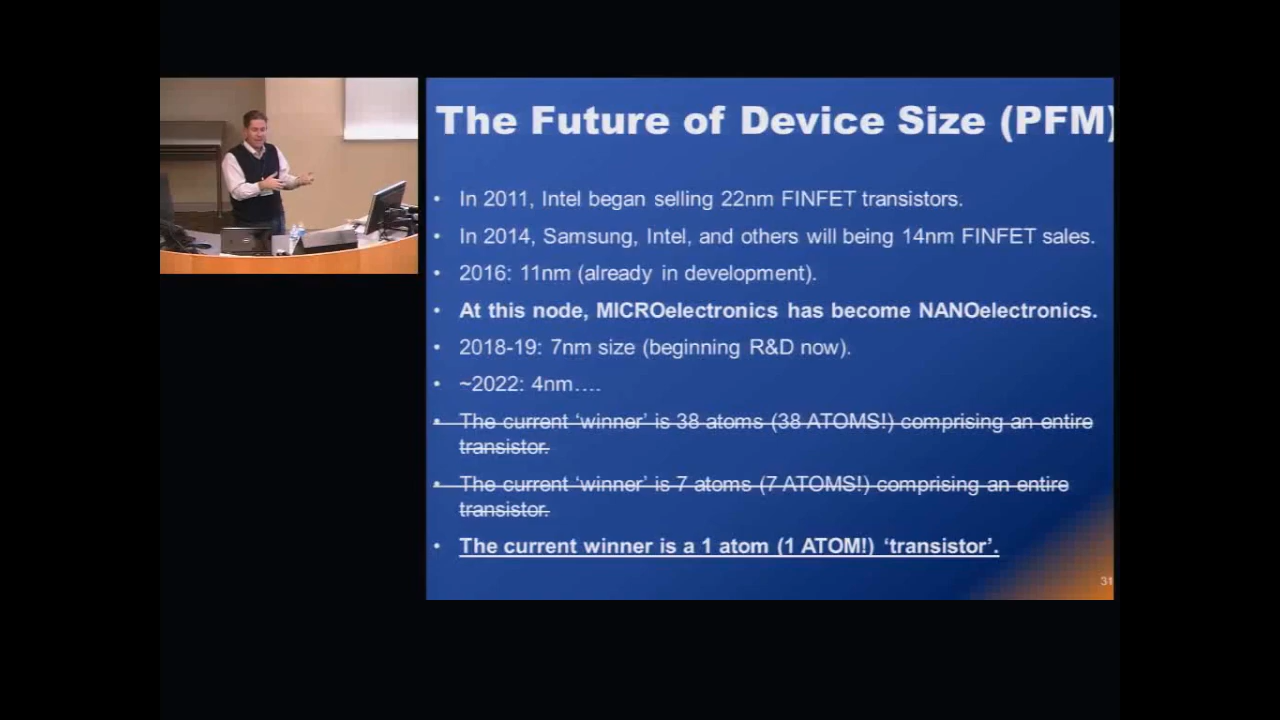 The Future of Device Size (PFM)
• In 2011, Intel began selling 22nm FINFET transistors.
• In 2014, Samsung, Intel, and others will being 14nm FINFET sales.
• 2016: 11nm (already in development).
• At this node, MICROelectronics has become NANOelectronics.
• 2018-19: 7nm size (beginning R&D now).
• ~2022: 4nm….
• The current ‘winner’ is 38 atoms (38 ATOMS!) comprising an entire
transistor.
• The current ‘winner’ is 7 atoms (7 ATOMS!) comprising an entire
transistor.
• The current winner is a 1 atom (1 ATOM!) ‘transistor’.
31